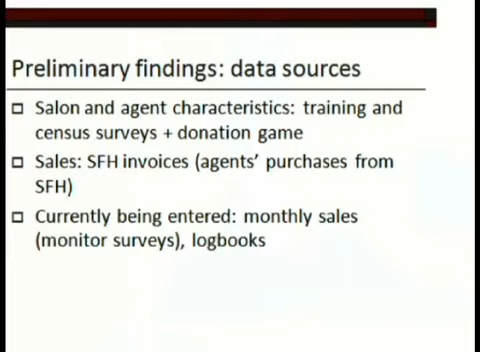 Preliminary findings: data sources
Salon and agent characteristics: training and
census surveys + donation game
Sales: SFH invoices (agents' purchases from
SFH)
Currently being entered: monthly sales
(monitor surveys), logbooks